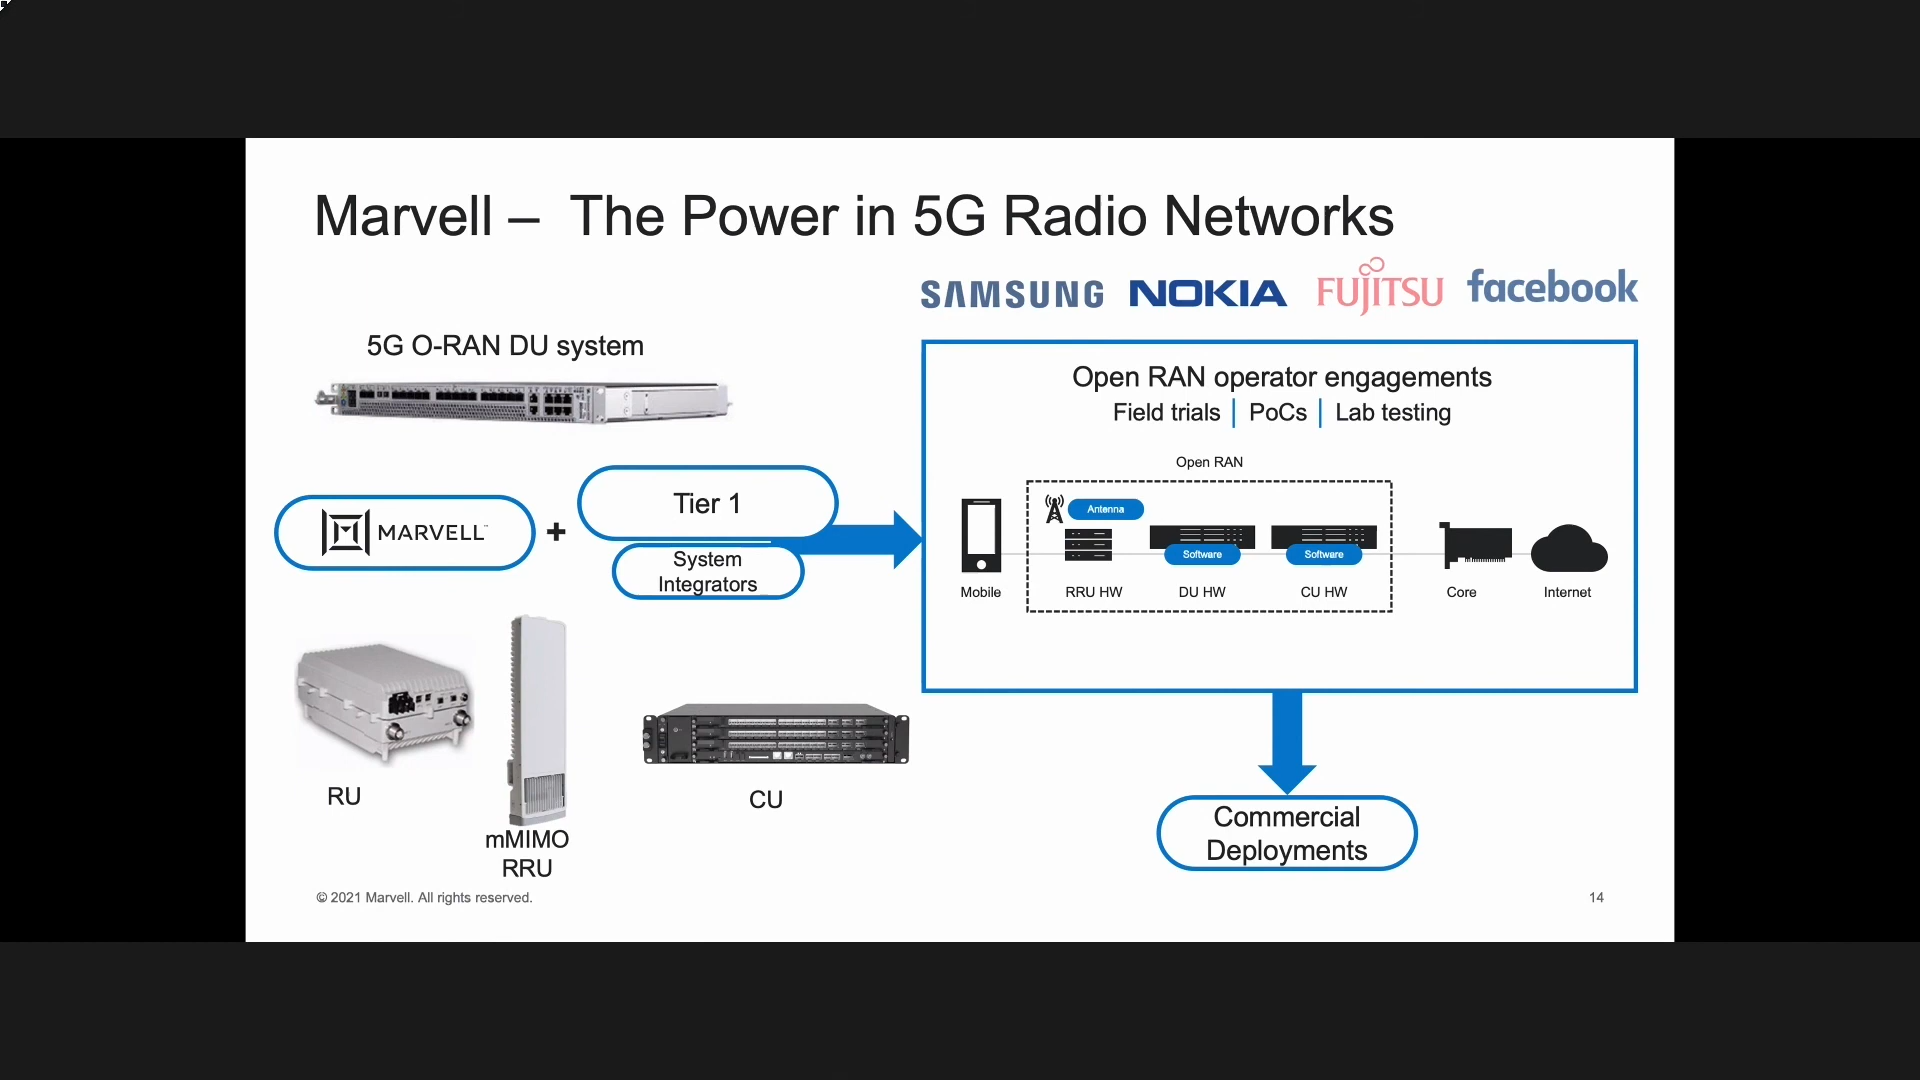 Marvell – The Power in 5G Radio Networks
SAMSUNG NOKIA FUJITSU facebook
5G O-RAN DU system
MARVELL™
+
Tier 1
System
Integrators
RU
mMIMO
RRU
CU
Open RAN operator engagements
Field trials | PoCs | Lab testing
Open RAN
Antenna
Software
Software
Mobile
RRU HW
DU HW
CU HW
Core
Internet
Commercial
Deployments
© 2021 Marvell. All rights reserved.
14